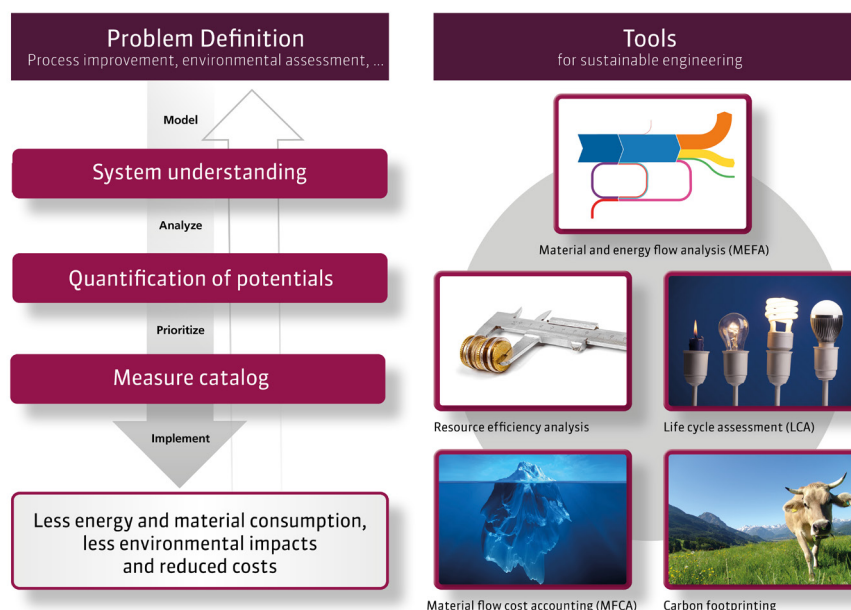 Problem Definition
Process improvement, environmental assessment, ...
Model
System understanding
Analyze
Quantification of potentials
Prioritize
Measure catalog
Implement
Less energy and material consumption,
less environmental impacts
and reduced costs
Tools
for sustainable engineering
Material and energy flow analysis (MEFA)
Resource efficiency analysis
Life cycle assessment (LCA)
Material flow cost accounting (MFCA)
Carbon footprinting